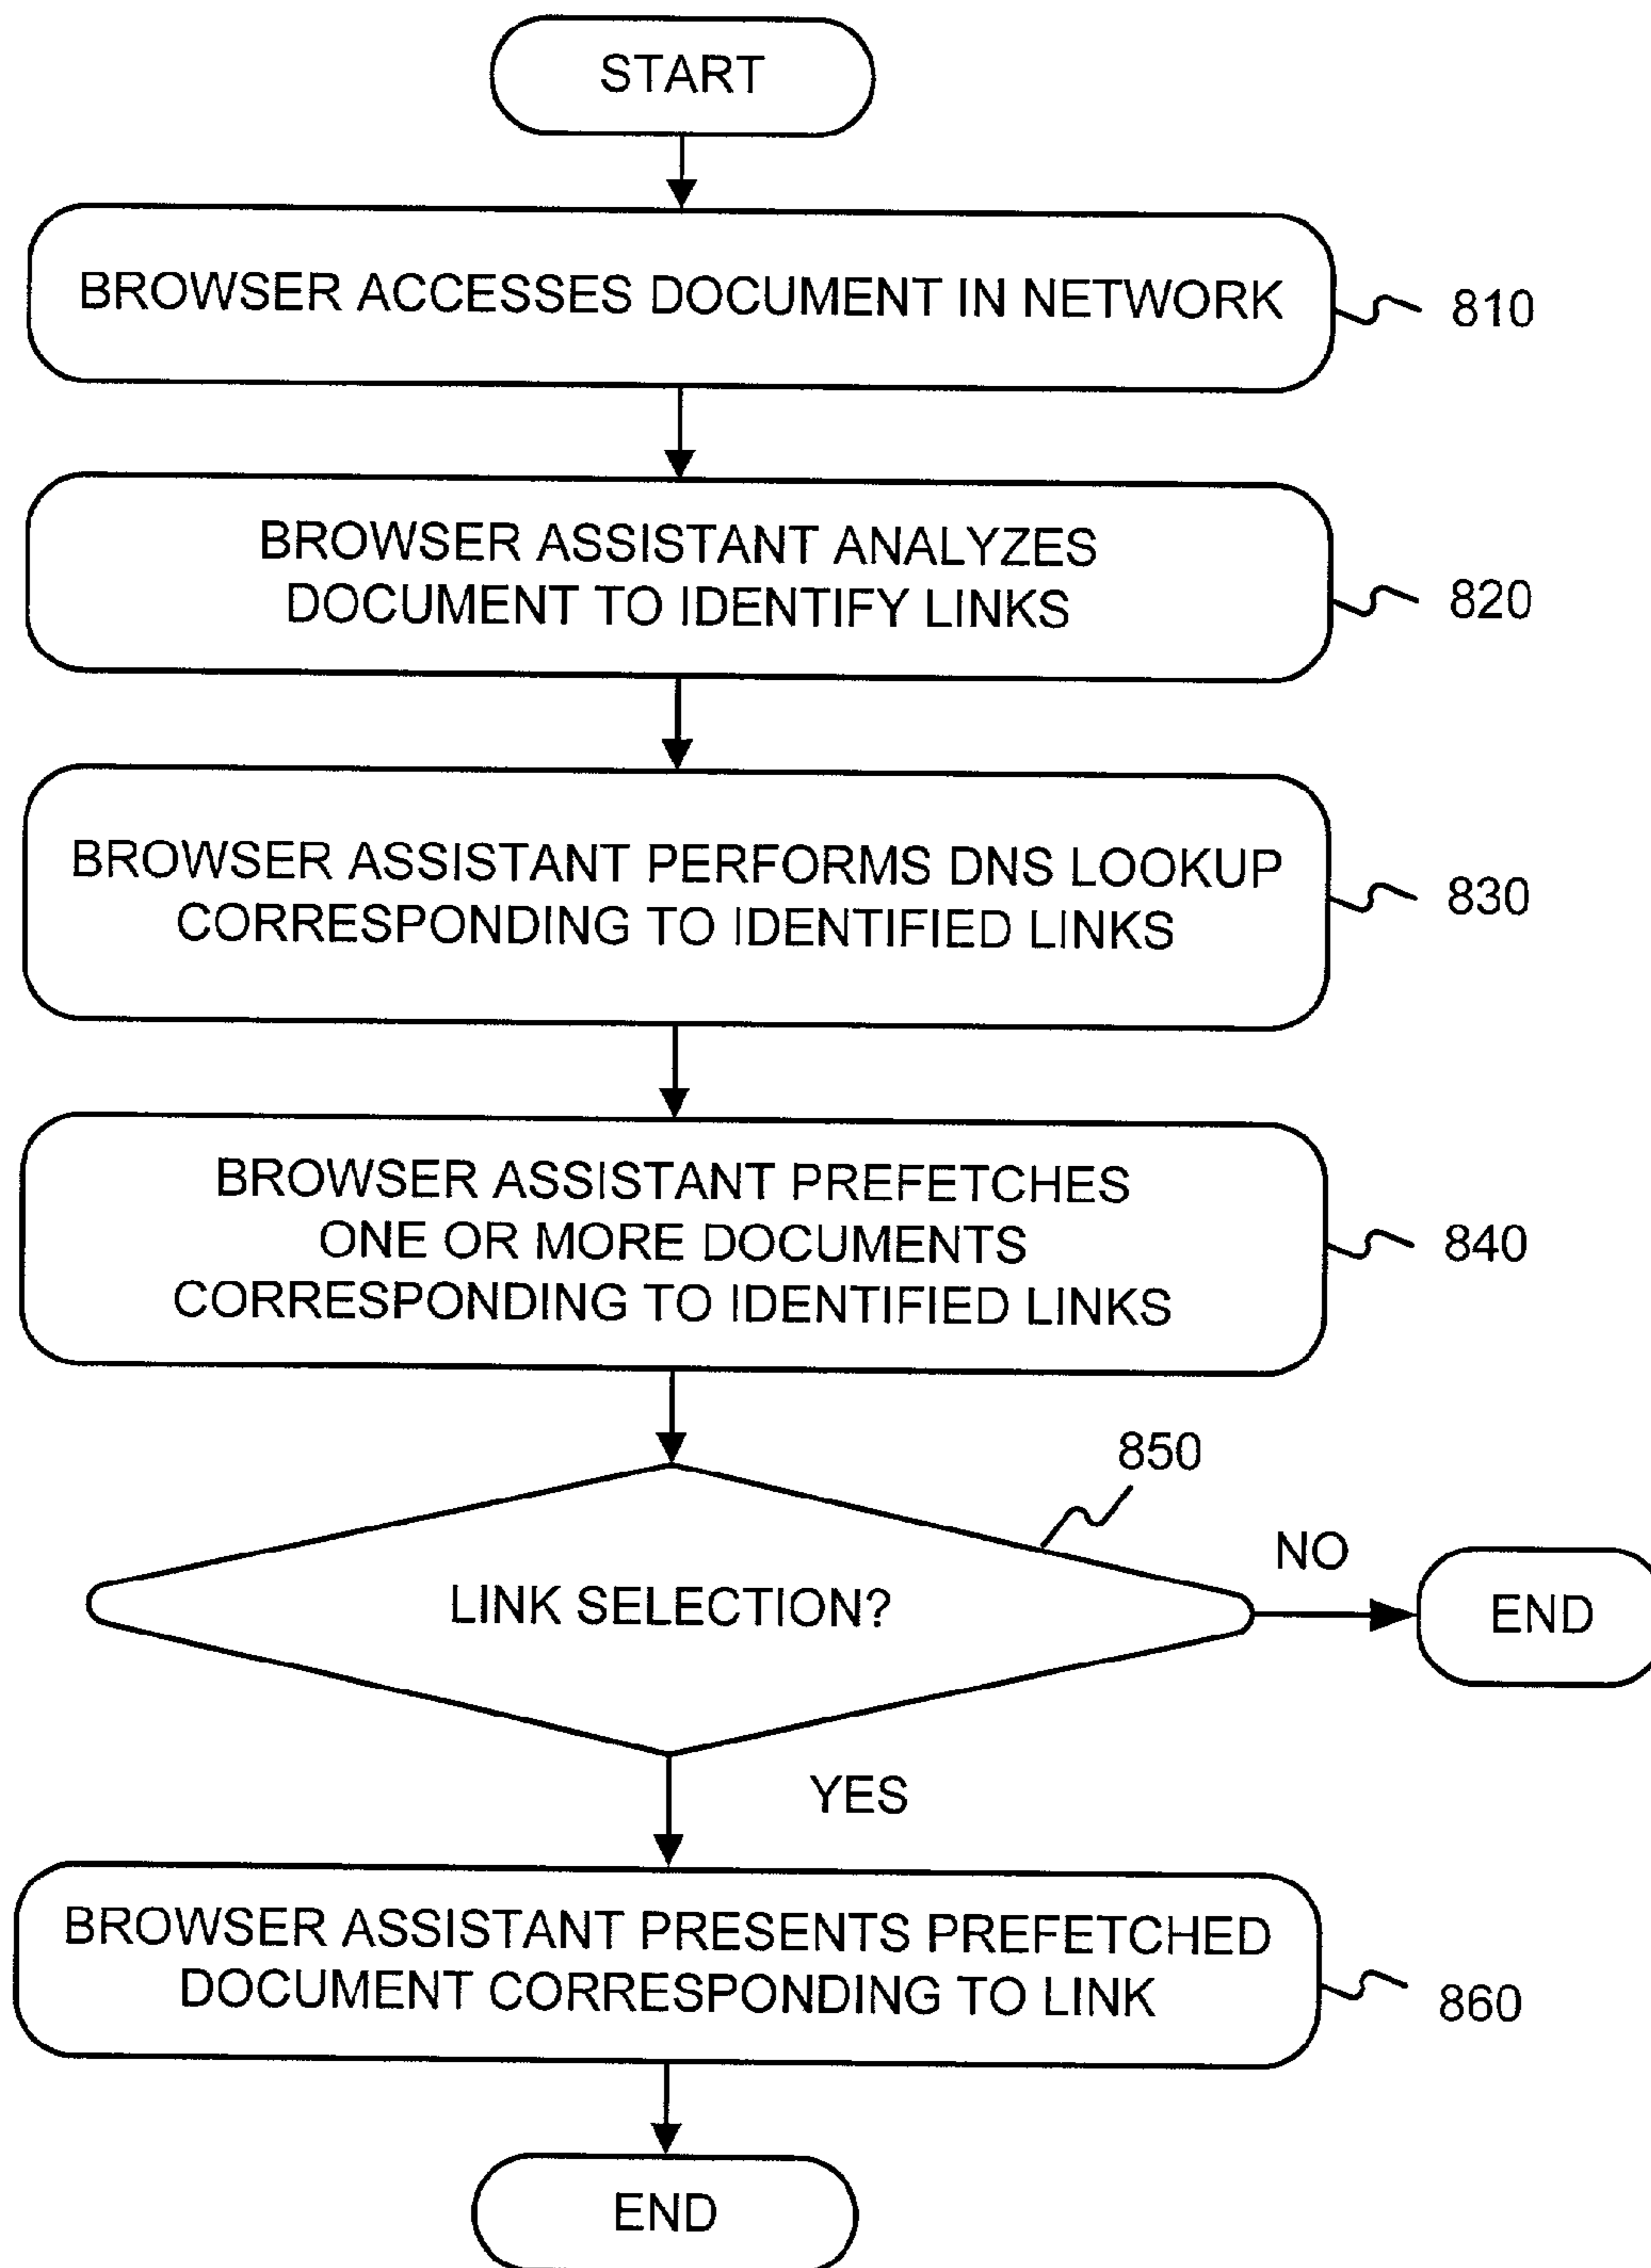 START
BROWSER ACCESSES DOCUMENT IN NETWORK
810
BROWSER ASSISTANT ANALYZES
DOCUMENT TO IDENTIFY LINKS
820
BROWSER ASSISTANT PERFORMS DNS LOOKUP
CORRESPONDING TO IDENTIFIED LINKS
830
BROWSER ASSISTANT PREFETCHES
ONE OR MORE DOCUMENTS
CORRESPONDING TO IDENTIFIED LINKS
840
850
LINK SELECTION?
NO
END
YES
BROWSER ASSISTANT PRESENTS PREFETCHED
DOCUMENT CORRESPONDING TO LINK
860
END